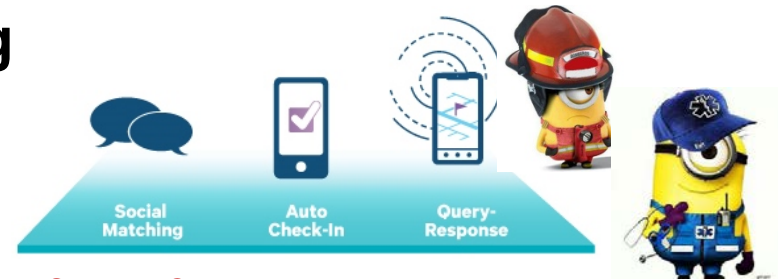 g
Social
Matching
Auto
Check-In
Query-
Response